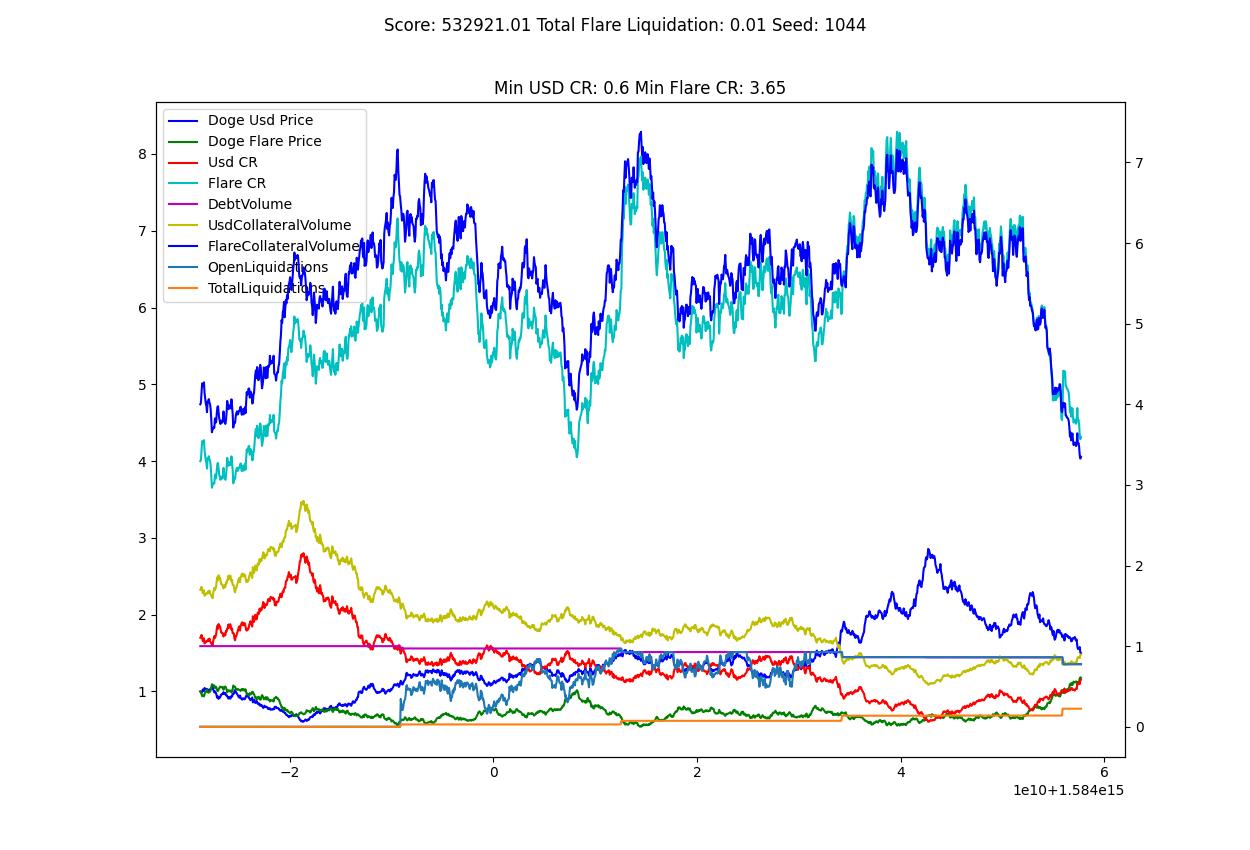 Score: 532921.01 Total Flare Liquidation: 0.01 Seed: 1044
Min USD CR: 0.6 Min Flare CR: 3.65
Doge Usd Price
Doge Flare Price
Usd CR
Flare CR
DebtVolume
UsdCollateralVolume
FlareCollateralVolume
OpenLiquidations
TotalLiquidations
8
7
6
5
4
3
2
1
7
6
5
4
3
2
1
0
−2
0
2
4
6
1e10+1.584e15